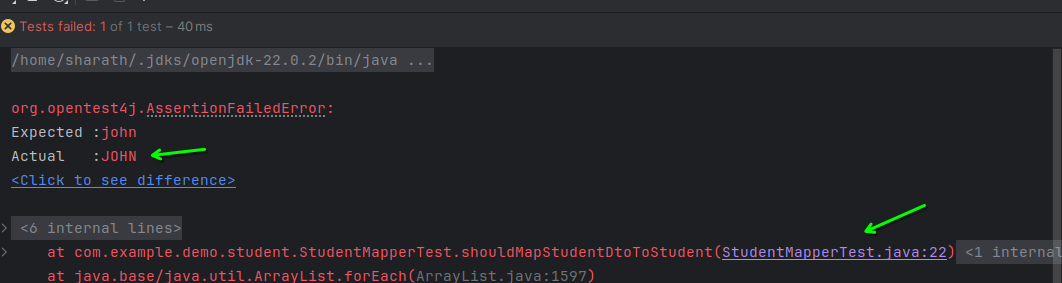 Tests failed: 1 of 1 test – 40 ms
/home/sharath/.jdks/openjdk-22.0.2/bin/java ...
org.opentest4j.AssertionFailedError:
Expected :john
Actual   :JOHN
<Click to see difference>
<6 internal lines>
at com.example.demo.student.StudentMapperTest.shouldMapStudentDtoToStudent(StudentMapperTest.java:22) <1 internal
at java.base/java.util.ArrayList.forEach(ArrayList.java:1597)